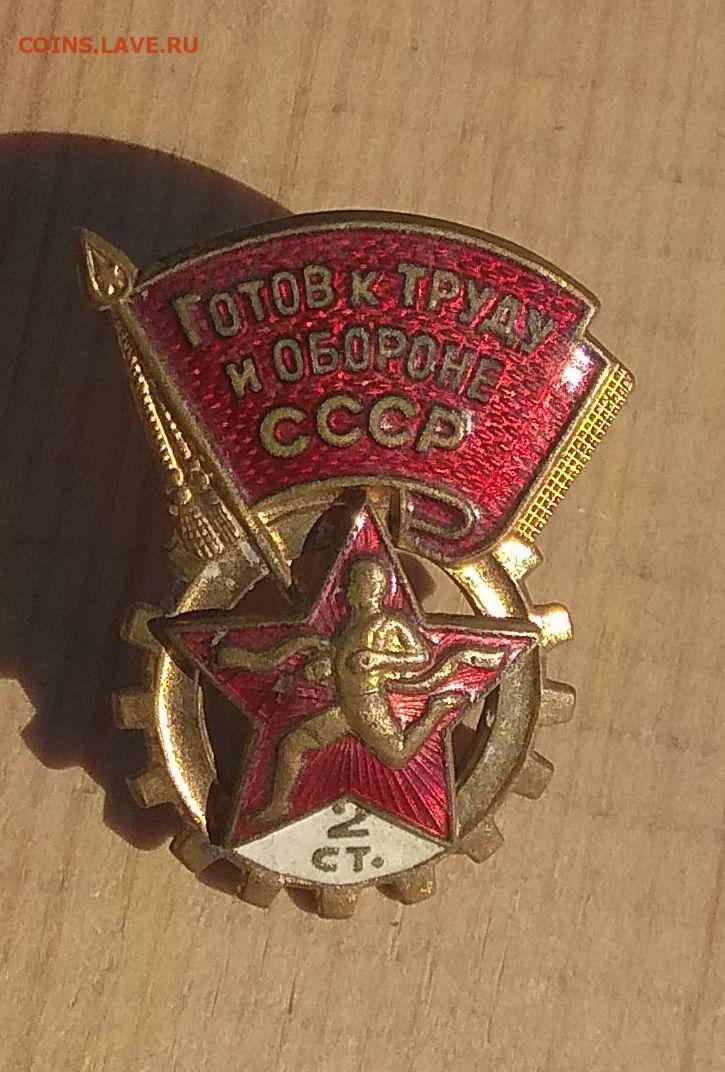 COINS.LAVE.RU
ГОТОВ К ТРУДУ
И ОБОРОНЕ
СССР
2
СТ.